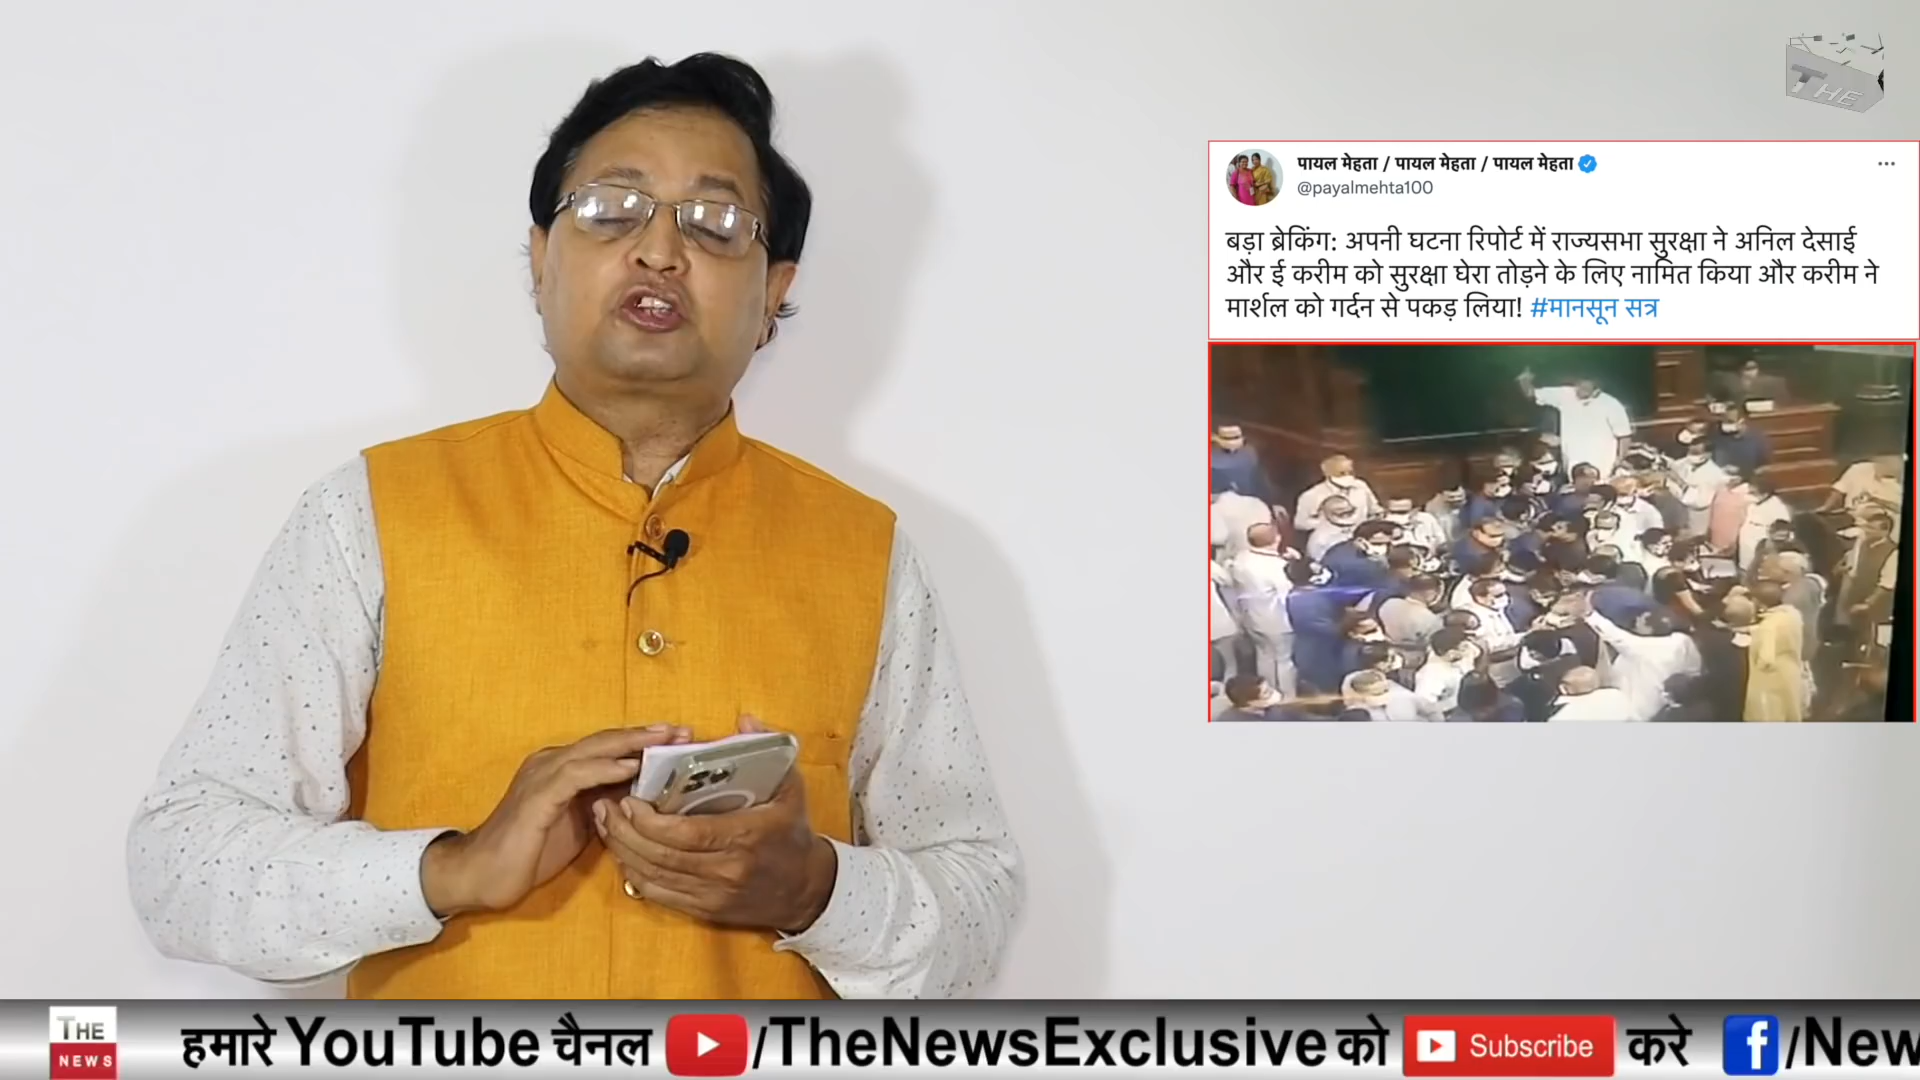 THE
पायल मेहता / पायल मेहता / पायल मेहता
@payalmehta100
बड़ा ब्रेकिंग: अपनी घटना रिपोर्ट में राज्यसभा सुरक्षा ने अनिल देसाई
और ई करीम को सुरक्षा घेरा तोड़ने के लिए नामित किया और करीम ने
मार्शल को गर्दन से पकड़ लिया! #मानसून सत्र
THE
NEWS
हमारे YouTube चैनल /TheNewsExclusive को Subscribe करे f /New